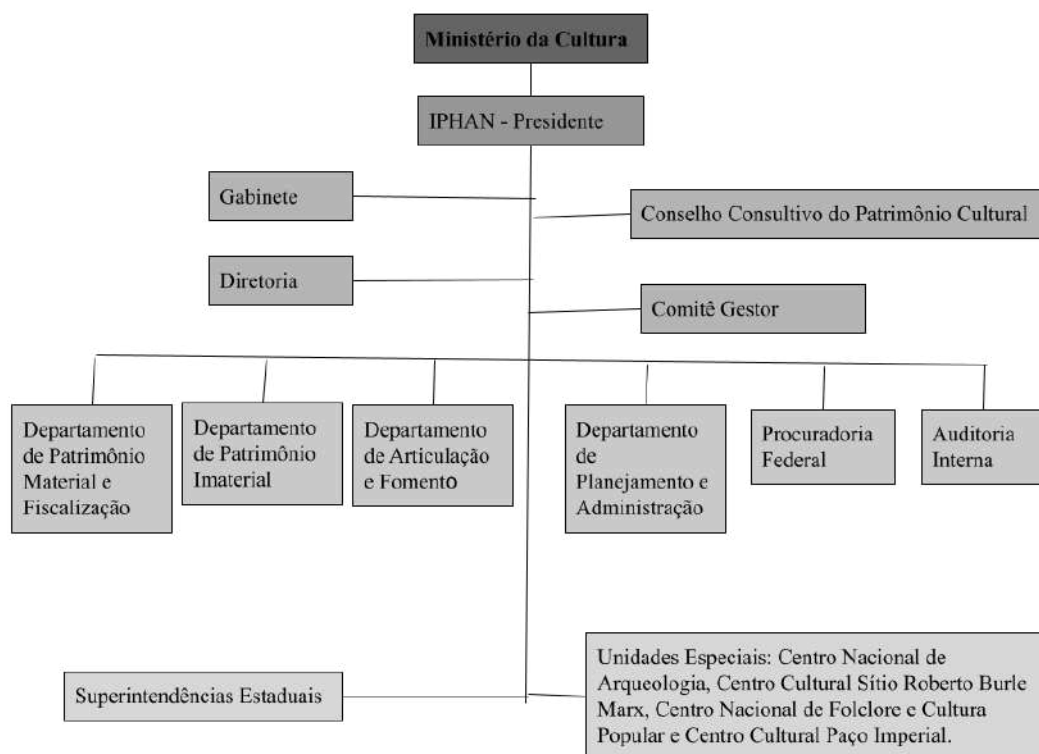 Ministério da Cultura
IPHAN - Presidente
Gabinete
Conselho Consultivo do Patrimônio Cultural
Diretoria
Comitê Gestor
Departamento
de Patrimônio
Material e
Fiscalização
Departamento
de Patrimônio
Imaterial
Departamento
de Articulação
e Fomento
Departamento
de
Planejamento e
Administração
Procuradoria
Federal
Auditoria
Interna
Superintendências Estaduais
Unidades Especiais: Centro Nacional de
Arqueologia, Centro Cultural Sítio Roberto Burle
Marx, Centro Nacional de Folclore e Cultura
Popular e Centro Cultural Paço Imperial.